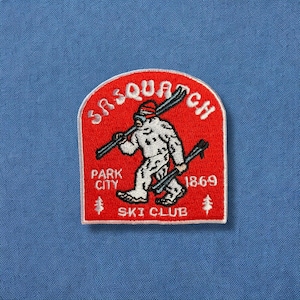 SASQUATCH
PARK
CITY
1869
SKI CLUB